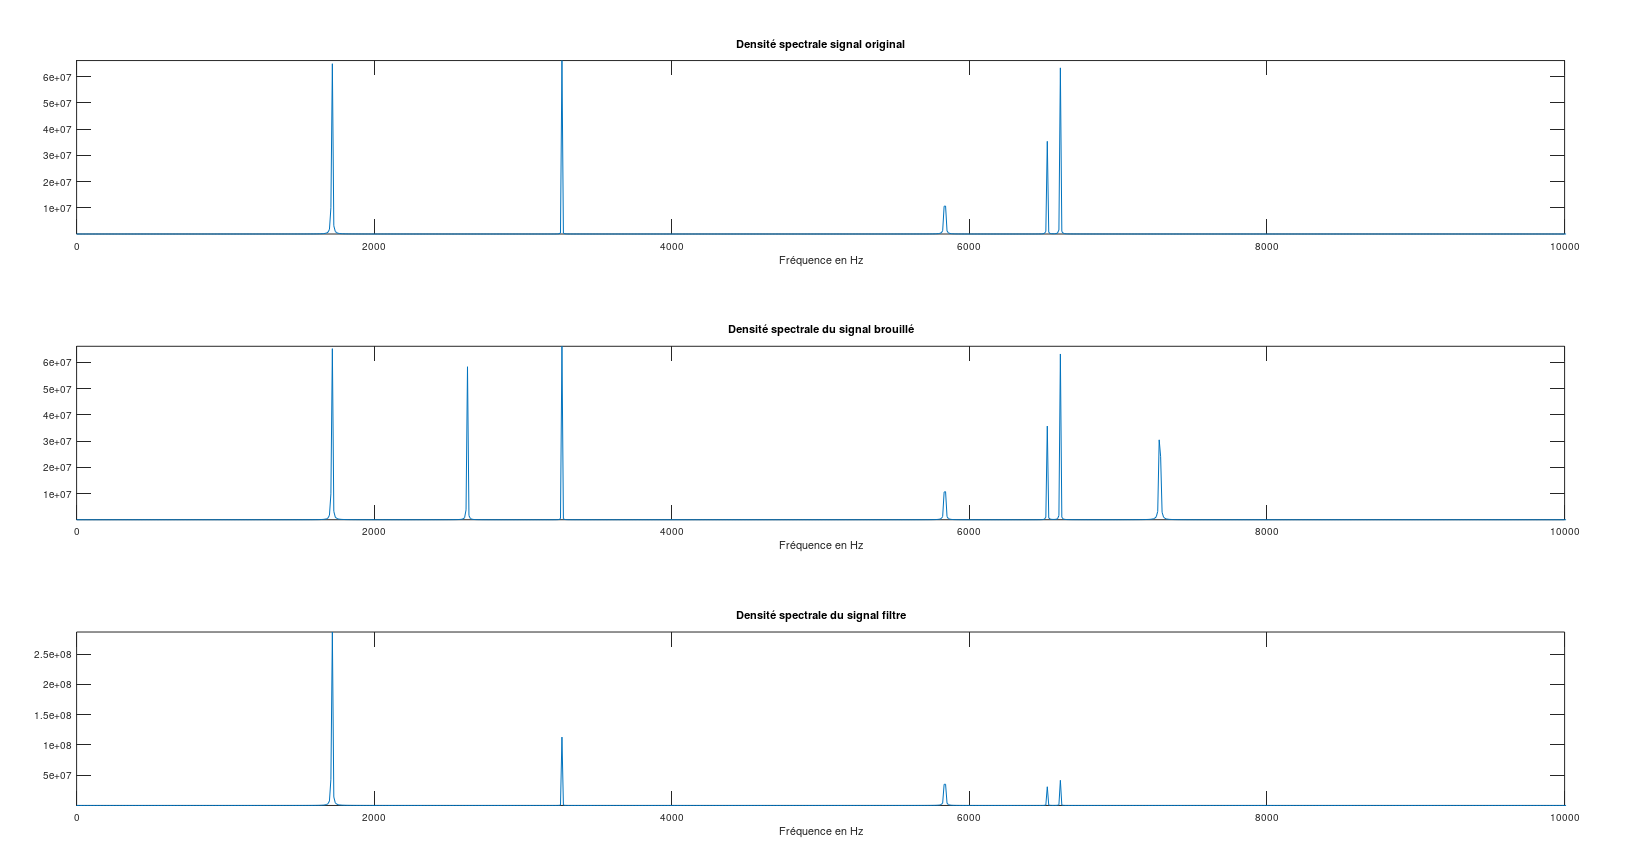 Densité spectrale signal original
6e+07
5e+07
4e+07
3e+07
2e+07
1e+07
0 2000 4000 6000 8000 10000
Fréquence en Hz
Densité spectrale du signal brouillé
6e+07
5e+07
4e+07
3e+07
2e+07
1e+07
0 2000 4000 6000 8000 10000
Fréquence en Hz
Densité spectrale du signal filtre
2.5e+08
2e+08
1.5e+08
1e+08
5e+07
0 2000 4000 6000 8000 10000
Fréquence en Hz